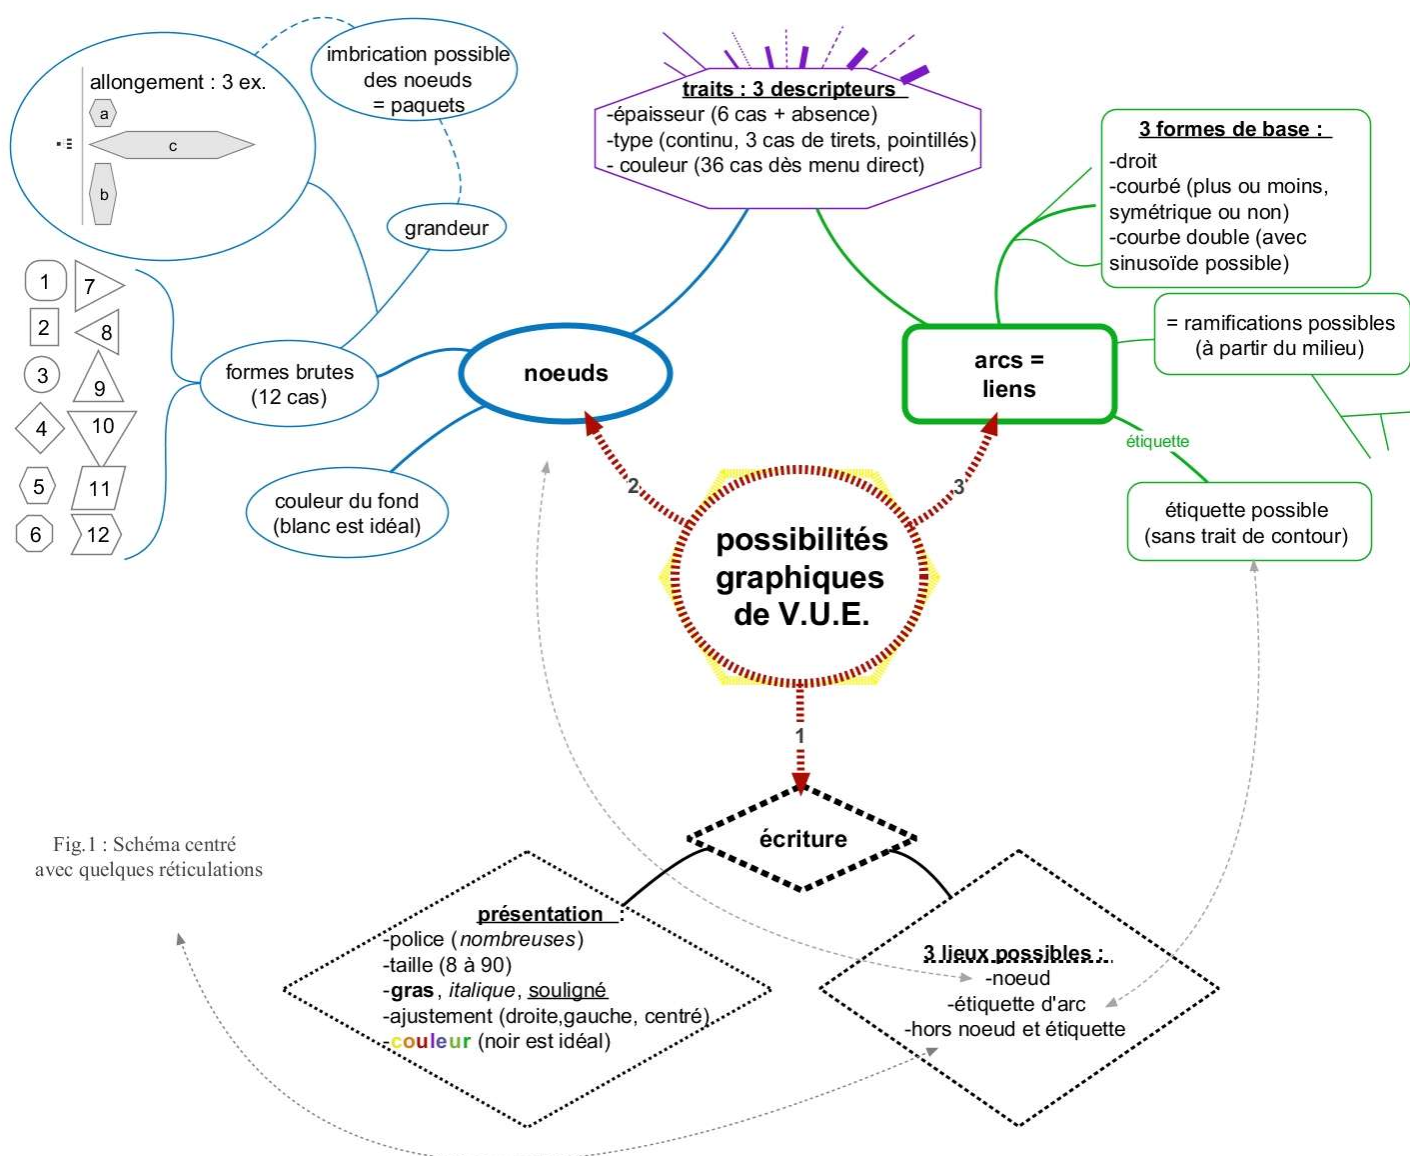 imbrication possible
des noeuds
= paquets
allongement : 3 ex.
a
c
b
grandeur
traits : 3 descripteurs
-épaisseur (6 cas + absence)
-type (continu, 3 cas de tirets, pointillés)
- couleur (36 cas dès menu direct)
3 formes de base :
-droit
-courbé (plus ou moins,
symétrique ou non)
-courbe double (avec
sinusoïde possible)
= ramifications possibles
(à partir du milieu)
1
7
2
8
3
9
4
10
5
11
6
12
formes brutes
(12 cas)
noeuds
arcs =
liens
étiquette
couleur du fond
(blanc est idéal)
2
3
étiquette possible
(sans trait de contour)
possibilités
graphiques
de V.U.E.
1
écriture
Fig.1 : Schéma centré
avec quelques réticulations
présentation :
-police (nombreuses)
-taille (8 à 90)
-gras, italique, souligné
-ajustement (droite,gauche, centré)
-couleur (noir est idéal)
3 lieux possibles :
-noeud
-étiquette d'arc
-hors noeud et étiquette